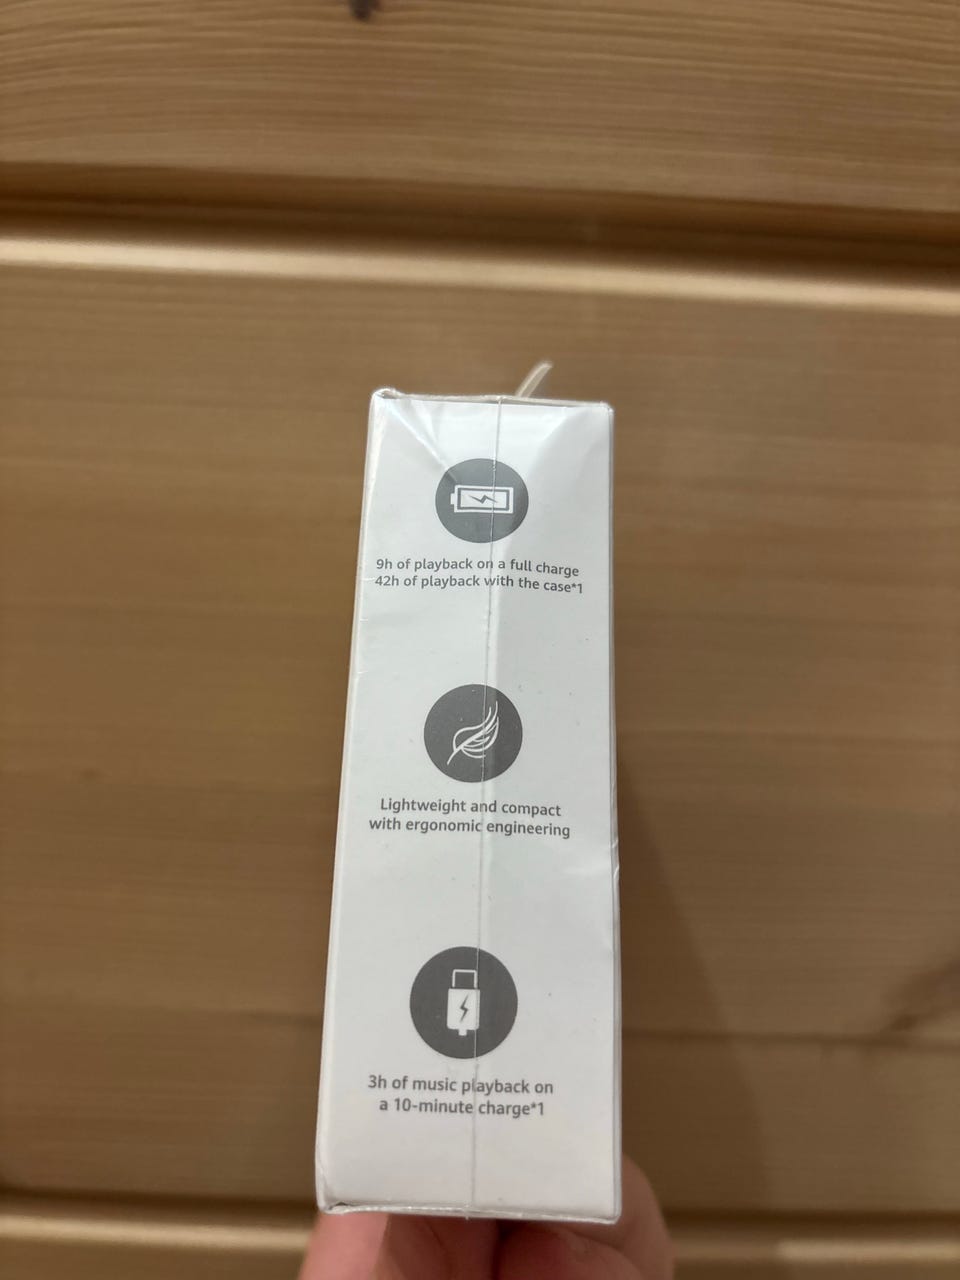 9h of playback on a full charge
42h of playback with the case*1
Lightweight and compact
with ergonomic engineering
3h of music playback on
a 10-minute charge*1